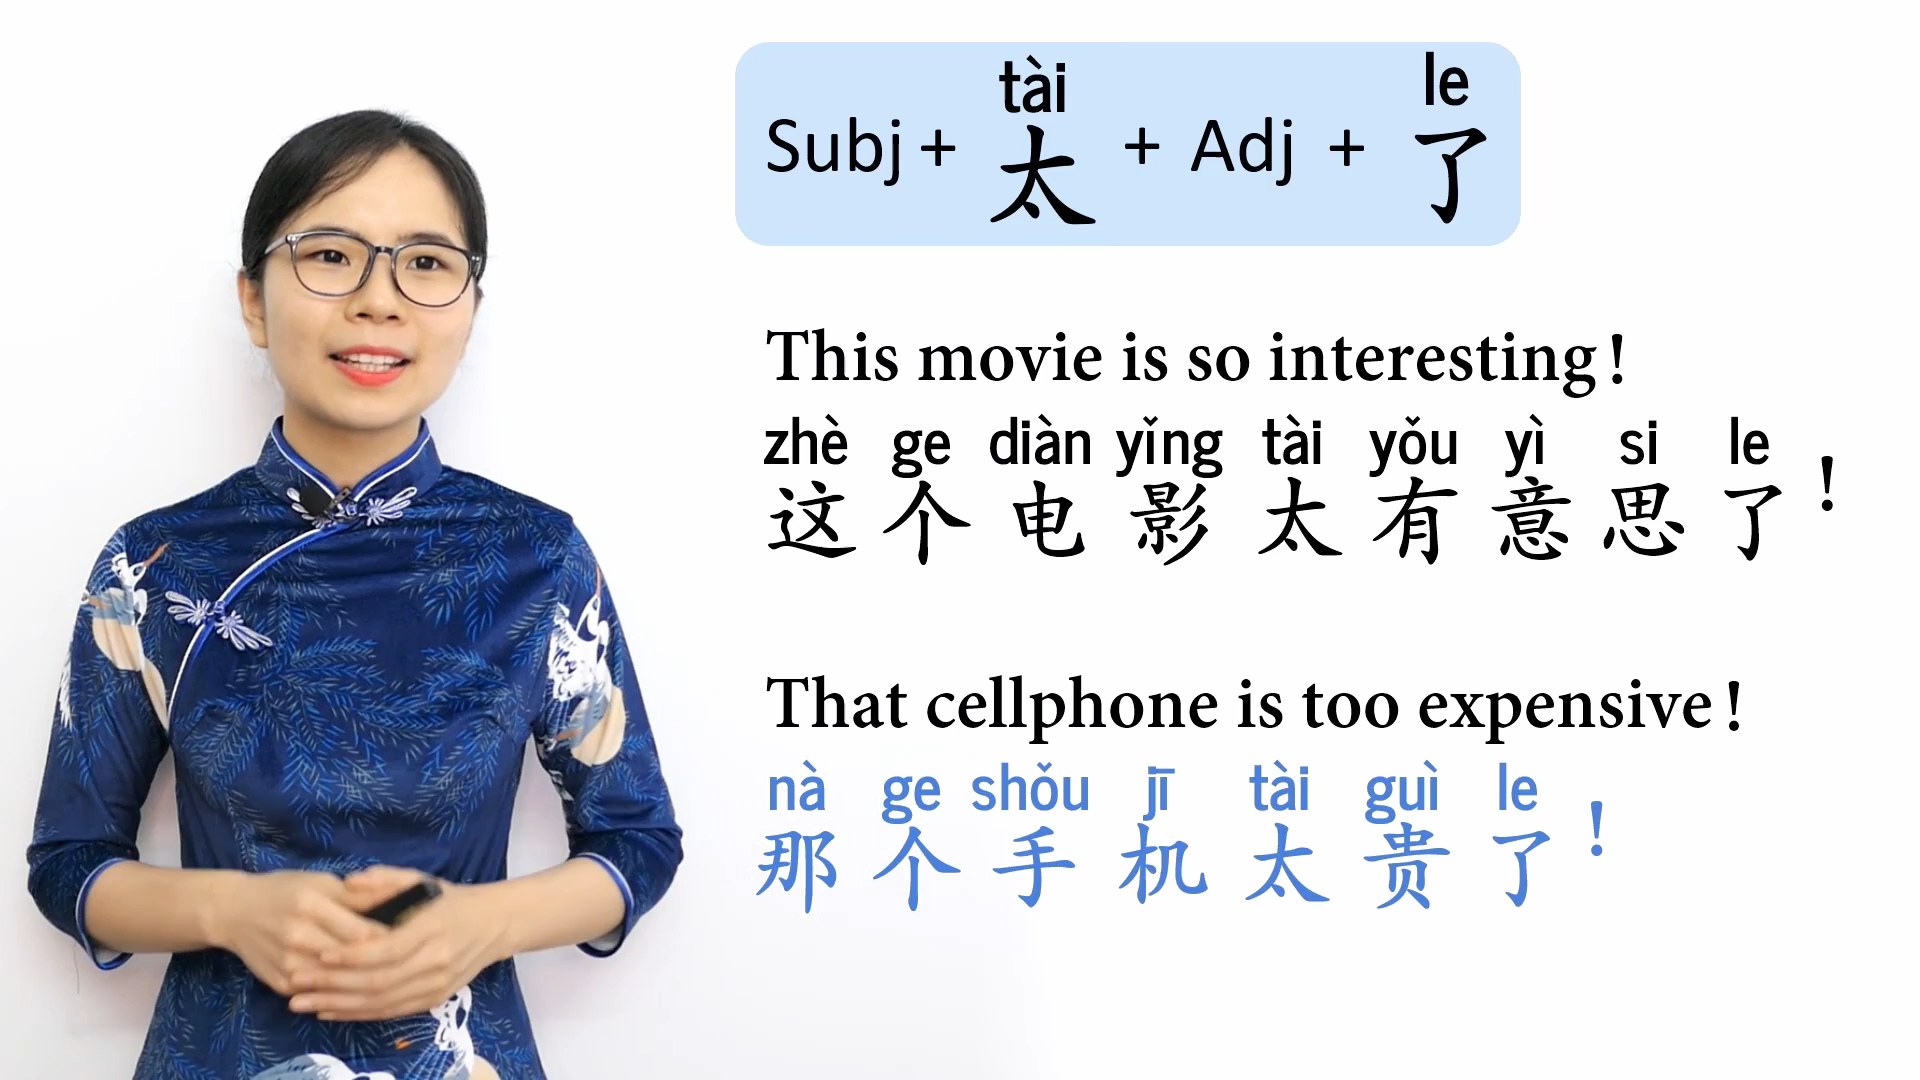 tài le
Subj + 太 + Adj + 了
This movie is so interesting!
zhè ge diàn yǐng tài yǒu yì si le
这个电影太有意思了!
That cellphone is too expensive!
nà ge shǒu jī tài guì le
那个手机太贵了!